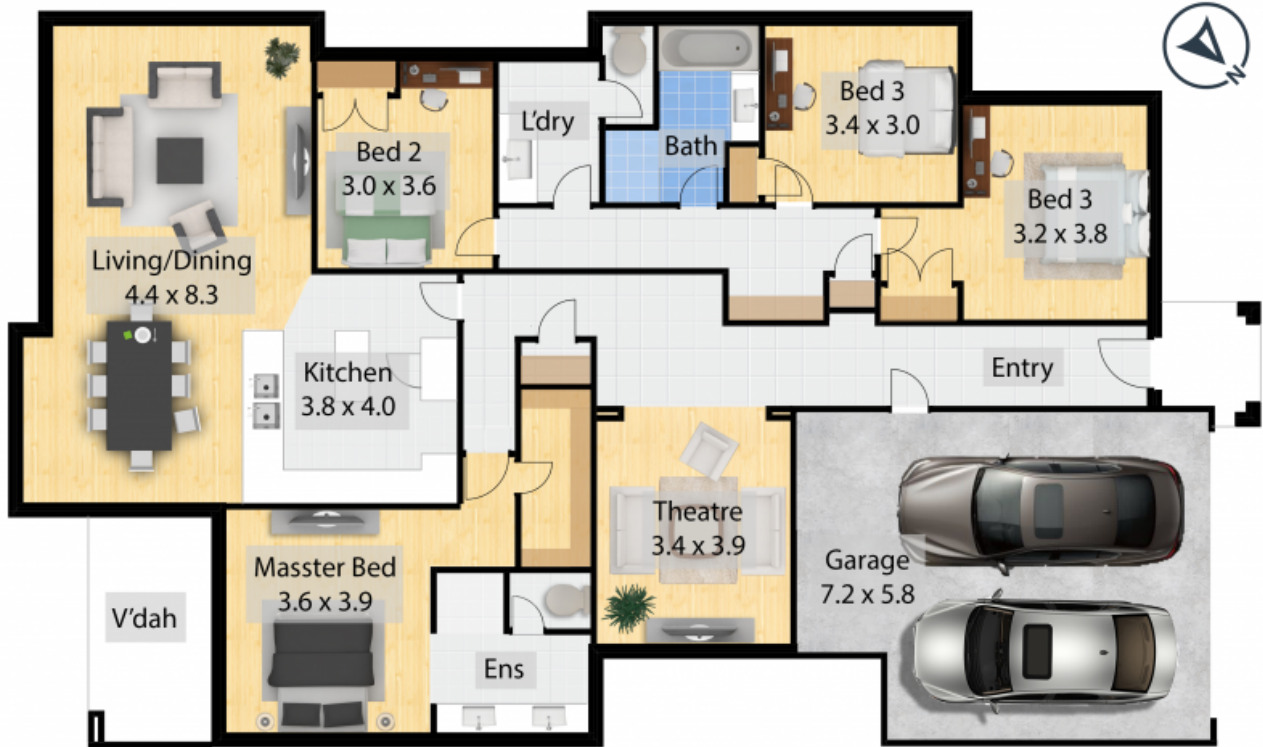 N
Bed 3
3.4 x 3.0
L'dry
Bath
Bed 2
3.0 x 3.6
Bed 3
3.2 x 3.8
Living/Dining
4.4 x 8.3
Kitchen
3.8 x 4.0
Entry
Theatre
3.4 x 3.9
Garage
7.2 x 5.8
Masster Bed
3.6 x 3.9
V'dah
Ens